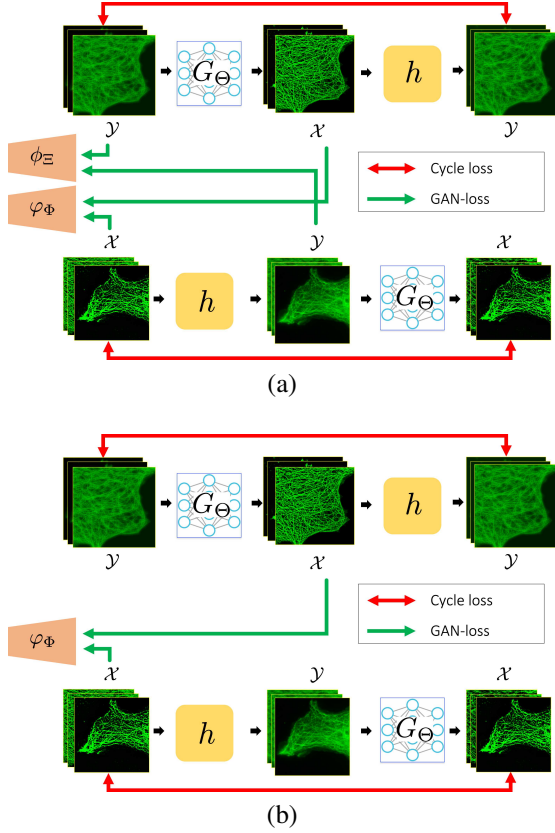 G_Θ
h
𝒴
𝒳
𝒴
ϕ_Ξ
φ_Φ
Cycle loss
GAN-loss
𝒳
𝒴
h
G_Θ
𝒳
(a)
G_Θ
h
𝒴
𝒳
𝒴
Cycle loss
GAN-loss
φ_Φ
𝒳
𝒴
𝒳
h
G_Θ
(b)